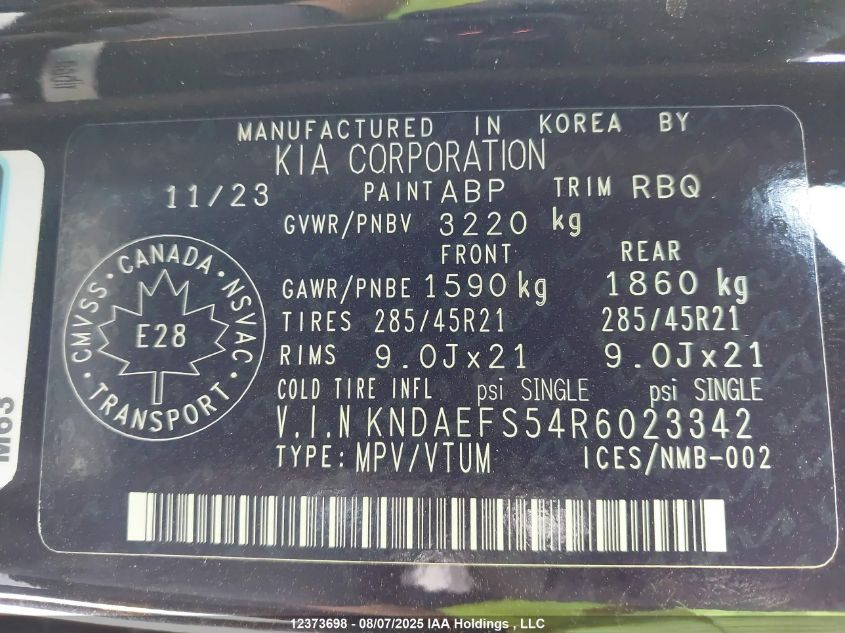 MANUFACTURED IN KOREA BY
KIA CORPORATION
11/23 PAINT ABP TRIM RBQ
GVWR/PNBV 3220 kg
FRONT REAR
GAWR/PNBE 1590 kg 1860 kg
TIRES 285/45R21 285/45R21
RIMS 9.0Jx21 9.0Jx21
COLD TIRE INFL psi SINGLE psi SINGLE
V.I.N KNDAEFS54R6023342
TYPE: MPV/VTUM ICES/NMB-002
CMVSS · CANADA · NSVAC · TRANSPORT ·
E28
M63
12373698 - 08/07/2025 IAA Holdings , LLC